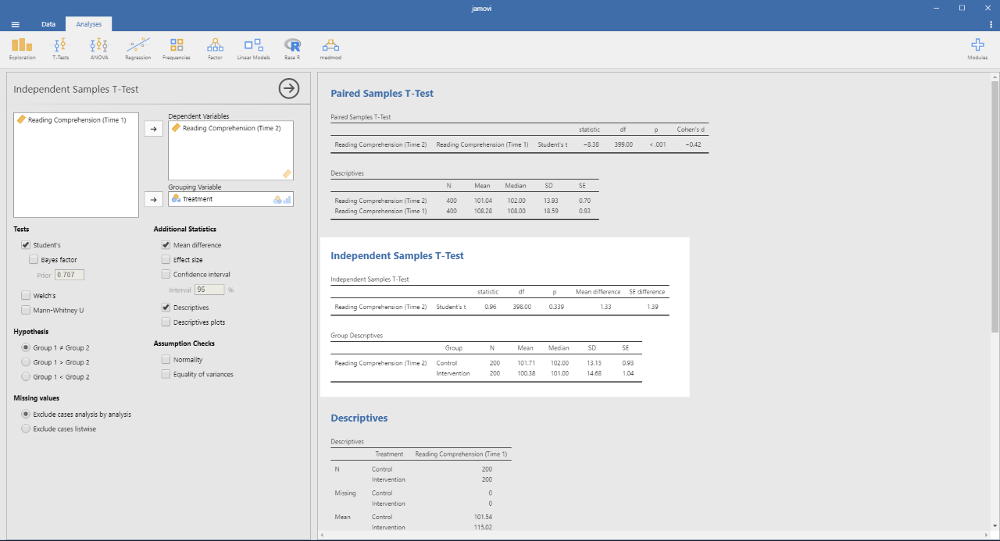 jamovi
Data Analyses
Exploration T-Tests ANOVA Regression Frequencies Factor Linear Models Base R medmod Modules
Independent Samples T-Test
Reading Comprehension (Time 1)
Dependent Variables
Reading Comprehension (Time 2)
Grouping Variable
Treatment
Tests
Student's
Bayes factor
Prior 0.707
Welch's
Mann-Whitney U
Hypothesis
Group 1 ≠ Group 2
Group 1 > Group 2
Group 1 < Group 2
Missing values
Exclude cases analysis by analysis
Exclude cases listwise
Additional Statistics
Mean difference
Effect size
Confidence interval
Interval 95 %
Descriptives
Descriptives plots
Assumption Checks
Normality
Equality of variances
Paired Samples T-Test
Paired Samples T-Test
statistic df p Cohen's d
Reading Comprehension (Time 2) Reading Comprehension (Time 1) Student's t −8.38 399.00 < .001 −0.42
Descriptives
N Mean Median SD SE
Reading Comprehension (Time 2) 400 101.04 102.00 13.93 0.70
Reading Comprehension (Time 1) 400 108.28 108.00 18.59 0.93
Independent Samples T-Test
Independent Samples T-Test
statistic df p Mean difference SE difference
Reading Comprehension (Time 2) Student's t 0.96 398.00 0.339 1.33 1.39
Group Descriptives
Group N Mean Median SD SE
Reading Comprehension (Time 2) Control 200 101.71 102.00 13.15 0.93
Intervention 200 100.38 101.00 14.68 1.04
Descriptives
Descriptives
Treatment Reading Comprehension (Time 1)
N Control 200
Intervention 200
Missing Control 0
Intervention 0
Mean Control 101.54
Intervention 115.02